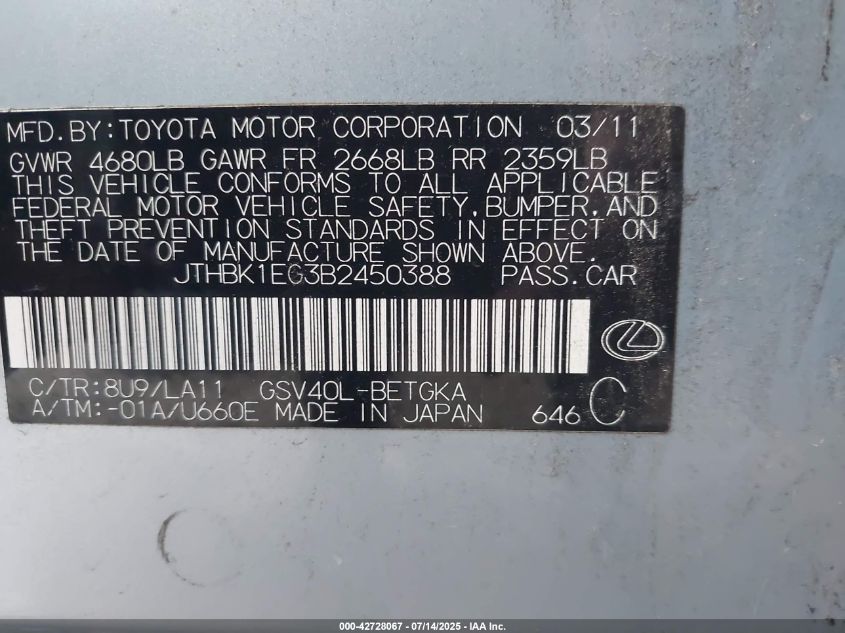 MFD.BY:TOYOTA MOTOR CORPORATION 03/11
GVWR 4680LB GAWR FR 2668LB RR 2359LB
THIS VEHICLE CONFORMS TO ALL APPLICABLE
FEDERAL MOTOR VEHICLE SAFETY,BUMPER,AND
THEFT PREVENTION STANDARDS IN EFFECT ON
THE DATE OF MANUFACTURE SHOWN ABOVE.
JTHBK1EG3B2450388 PASS.CAR
C/TR:8U9/LA11 GSV40L-BETGKA
A/TM:-01A/U660E MADE IN JAPAN 646 C
000-42728067 - 07/14/2025 - IAA Inc.